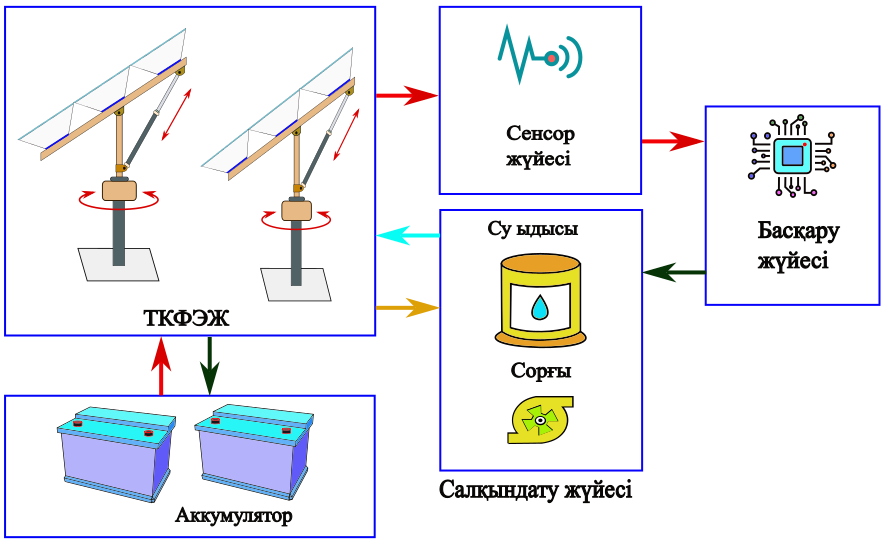 Сенсор
жүйесі
Басқару
жүйесі
Су ыдысы
Сорғы
ТКФЭЖ
Салқындату жүйесі
Аккумулятор